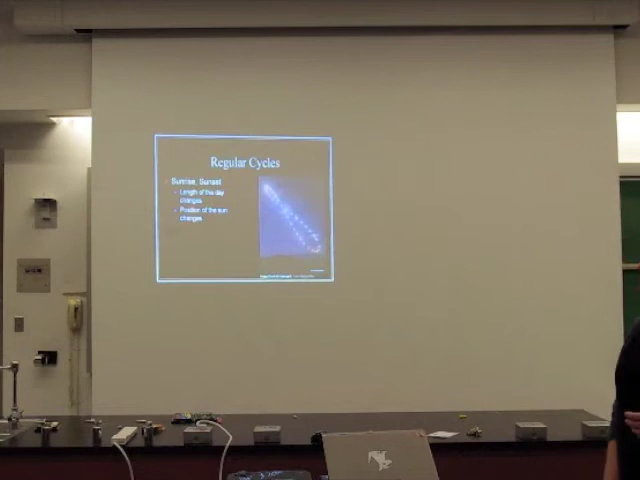 Regular Cycles
Sunrise, Sunset
Length of the day
changes
Position of the sun
changes